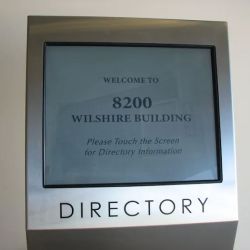 WELCOME TO
8200
WILSHIRE BUILDING
Please Touch the Screen
for Directory Information
DIRECTORY